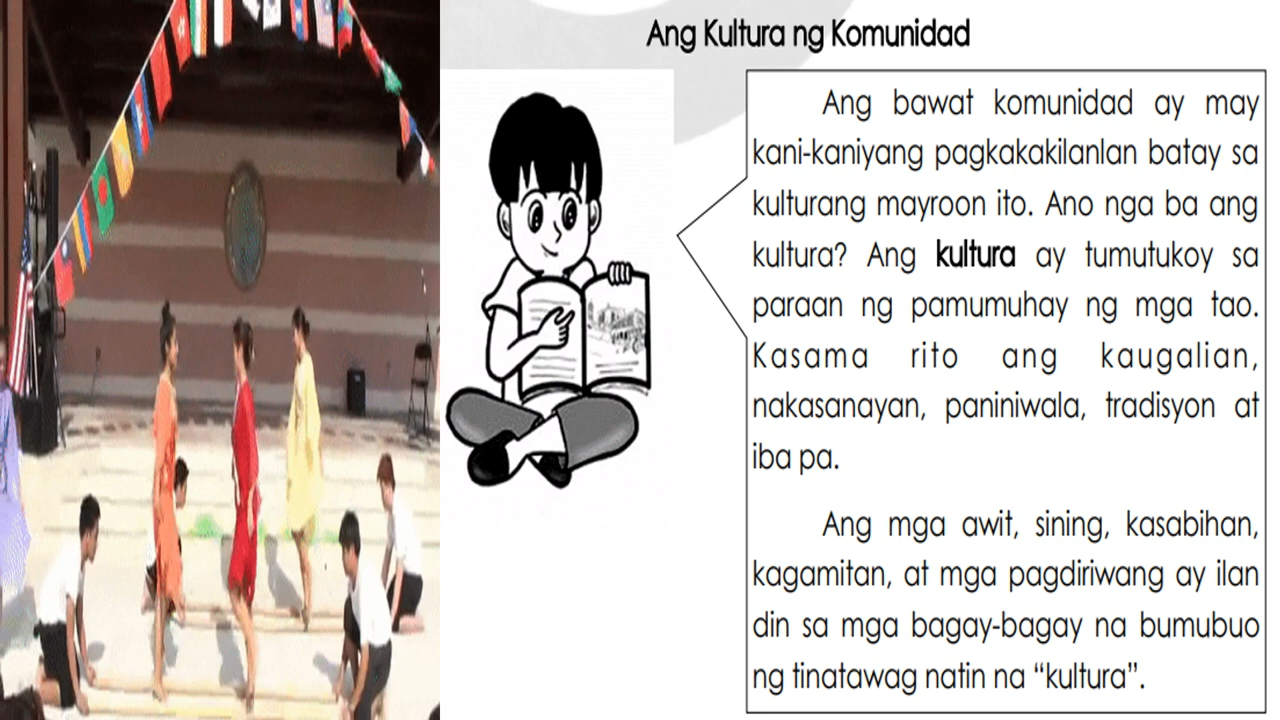 Ang Kultura ng Komunidad
Ang bawat komunidad ay may
kani-kaniyang pagkakakilanlan batay sa
kulturang mayroon ito. Ano nga ba ang
kultura? Ang kultura ay tumutukoy sa
paraan ng pamumuhay ng mga tao.
Kasama rito ang kaugalian,
nakasanayan, paniniwala, tradisyon at
iba pa.
Ang mga awit, sining, kasabihan,
kagamitan, at mga pagdiriwang ay ilan
din sa mga bagay-bagay na bumubuo
ng tinatawag natin na “kultura”.